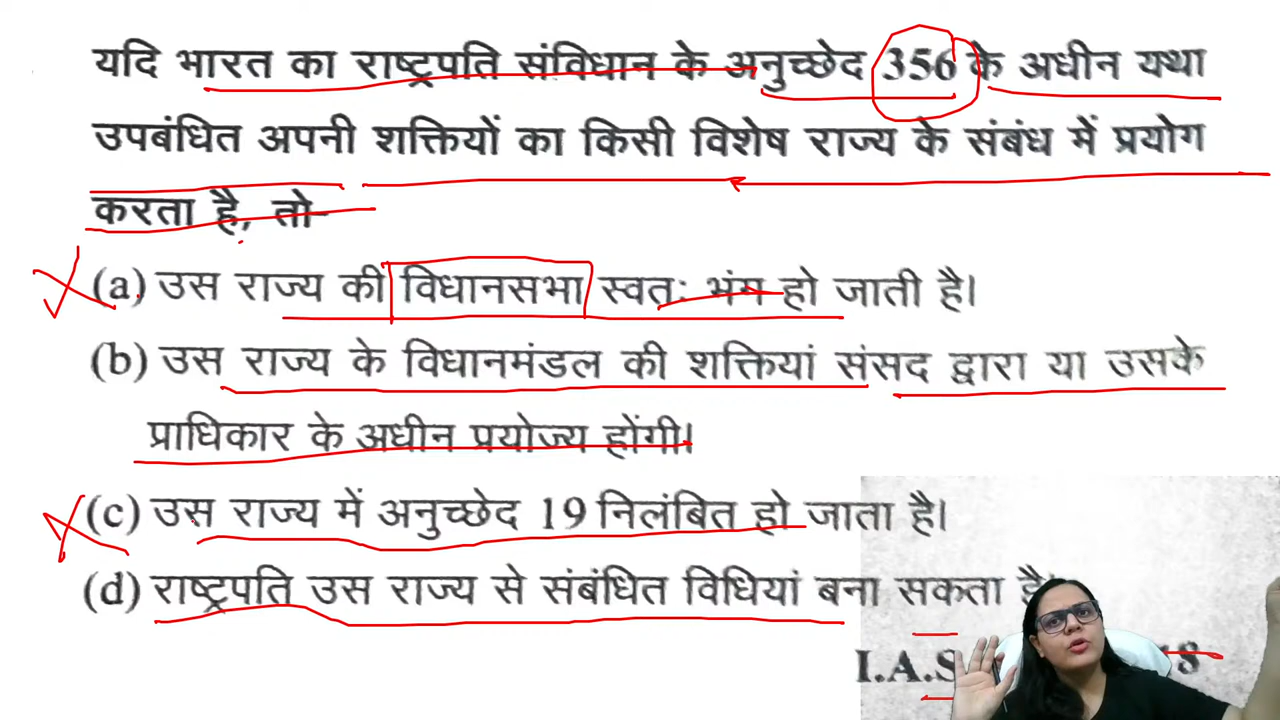 यदि भारत का राष्ट्रपति संविधान के अनुच्छेद 356 के अधीन यथा
उपबंधित अपनी शक्तियों का किसी विशेष राज्य के संबंध में प्रयोग
करता है, तो-
(a) उस राज्य की विधानसभा स्वतः भंग हो जाती है।
(b) उस राज्य के विधानमंडल की शक्तियां संसद द्वारा या उसके
प्राधिकार के अधीन प्रयोज्य होंगी।
(c) उस राज्य में अनुच्छेद 19 निलंबित हो जाता है।
(d) राष्ट्रपति उस राज्य से संबंधित विधियां बना सकता है
I.A.S